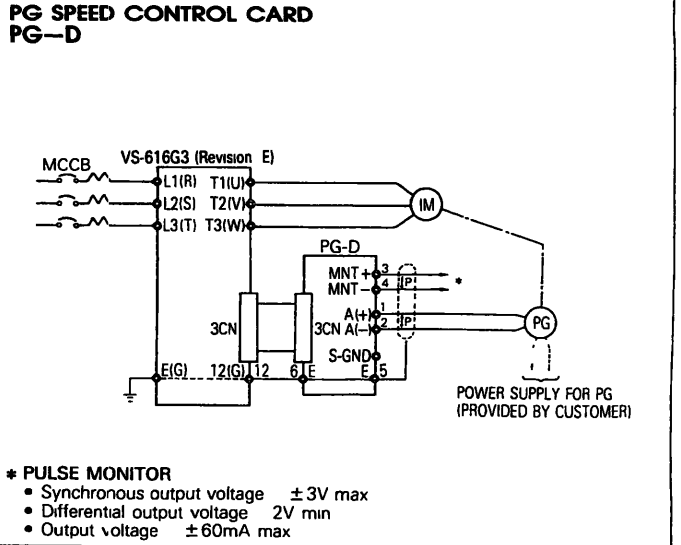 PG SPEED CONTROL CARD
PG—D
VS-616G3 (Revision E)
MCCB
L1(R) T1(U)
L2(S) T2(V)
L3(T) T3(W)
IM
PG-D
MNT+ 3
MNT- 4
P
*
A(+) 1
3CN
3CN A(-) 2
P
PG
S-GND
E(G) 12(G) 12 6 E E 5
POWER SUPPLY FOR PG
(PROVIDED BY CUSTOMER)
* PULSE MONITOR
• Synchronous output voltage ±3V max
• Differential output voltage 2V min
• Output voltage ±60mA max